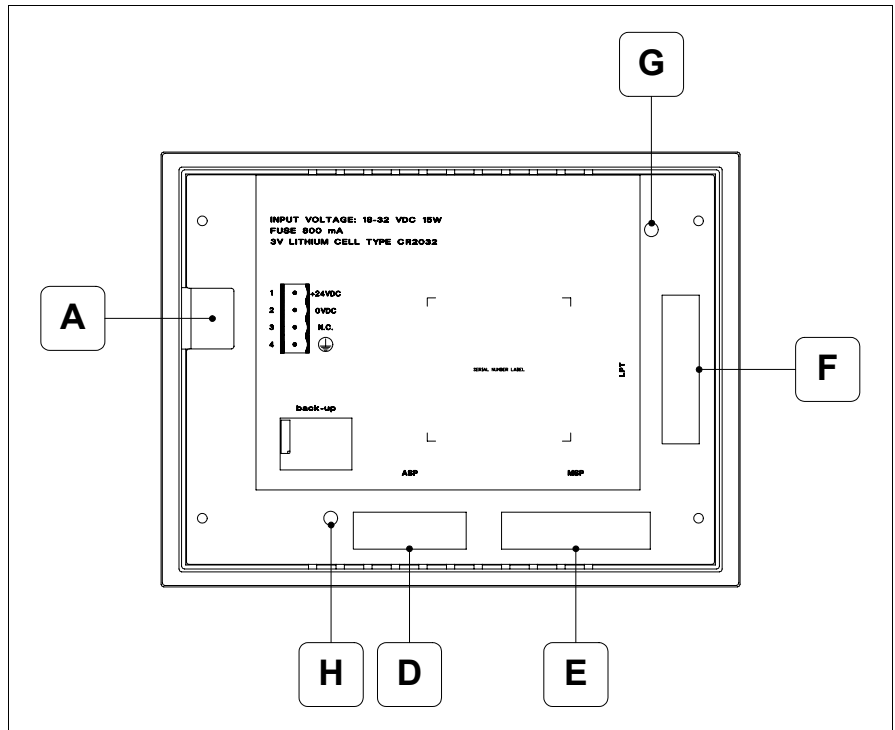 G
INPUT VOLTAGE: 18-32 VDC 15W
FUSE 800 mA
3V LITHIUM CELL TYPE CR2032
A
1 +24VDC
2 0VDC
3 N.C.
4
SERIAL NUMBER LABEL
LPT
F
back-up
ASP
MSP
H
D
E